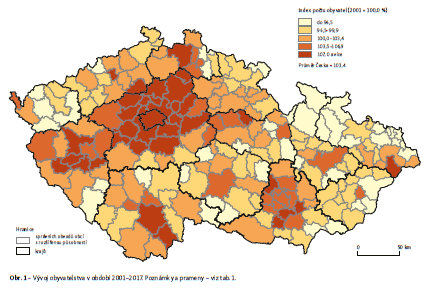 Index počtu obyvatel (2001 = 100,0 %)
do 96,5
96,5–99,9
100,0–103,4
103,5–106,9
107,0 a více
Průměr Česka = 103,4
Hranice
správních obvodů obcí
s rozšířenou působností
krajů
0 50 km
Obr. 1 – Vývoj obyvatelstva v období 2001–2017. Poznámky a prameny – viz tab. 1.